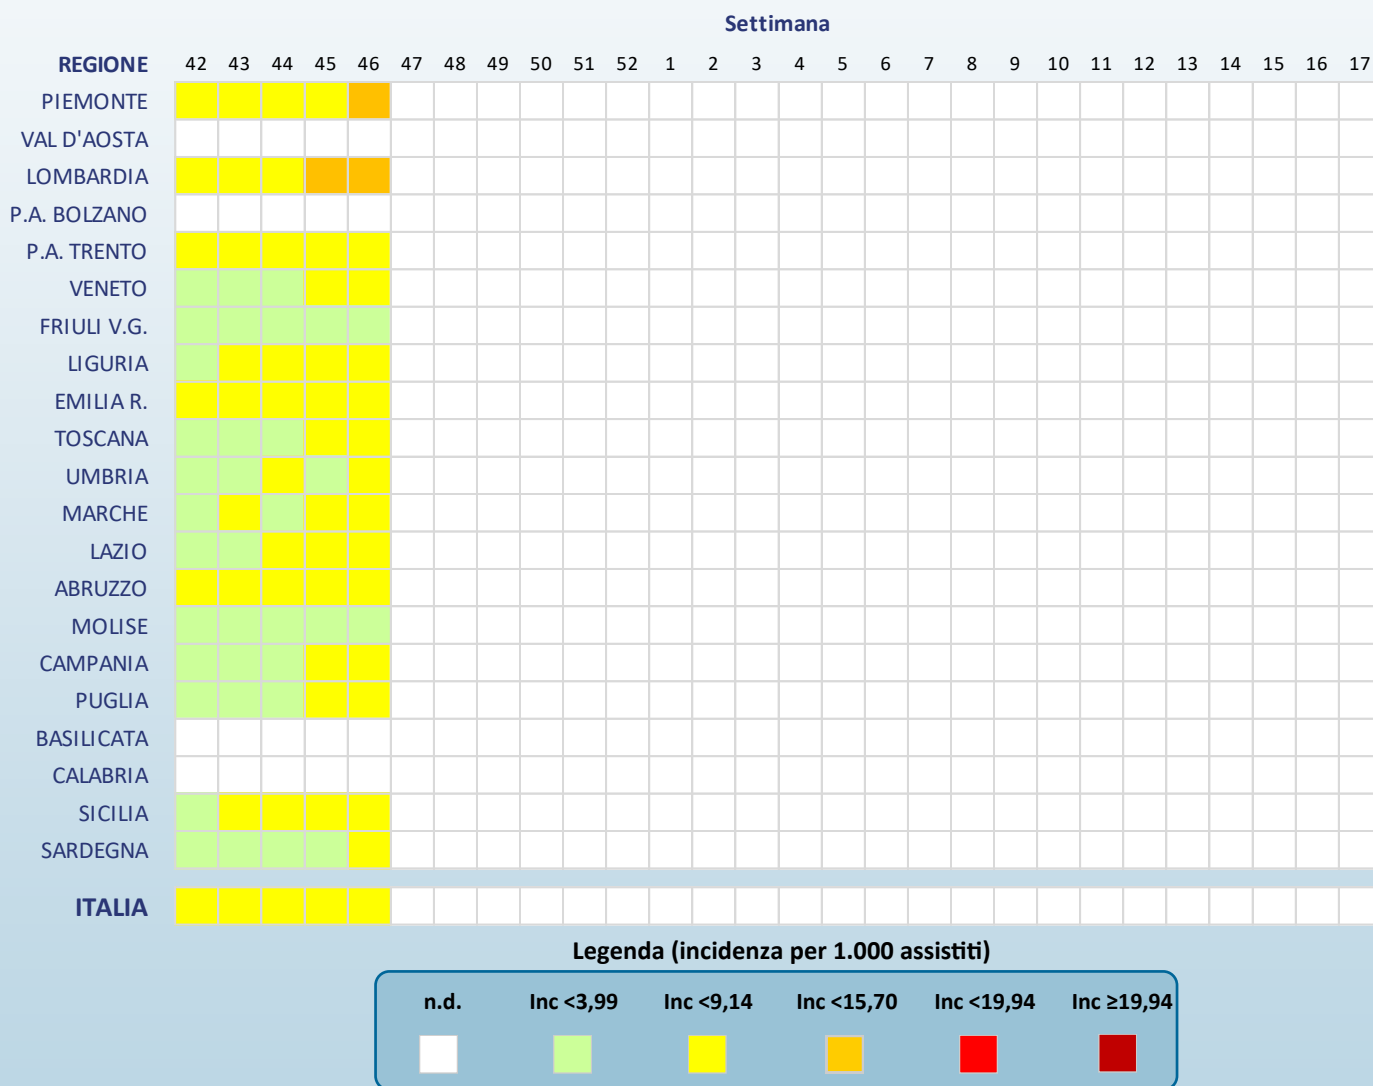 Settimana
REGIONE 42 43 44 45 46 47 48 49 50 51 52 1 2 3 4 5 6 7 8 9 10 11 12 13 14 15 16 17
PIEMONTE
VAL D'AOSTA
LOMBARDIA
P.A. BOLZANO
P.A. TRENTO
VENETO
FRIULI V.G.
LIGURIA
EMILIA R.
TOSCANA
UMBRIA
MARCHE
LAZIO
ABRUZZO
MOLISE
CAMPANIA
PUGLIA
BASILICATA
CALABRIA
SICILIA
SARDEGNA
ITALIA
Legenda (incidenza per 1.000 assistiti)
n.d. Inc <3,99 Inc <9,14 Inc <15,70 Inc <19,94 Inc ≥19,94